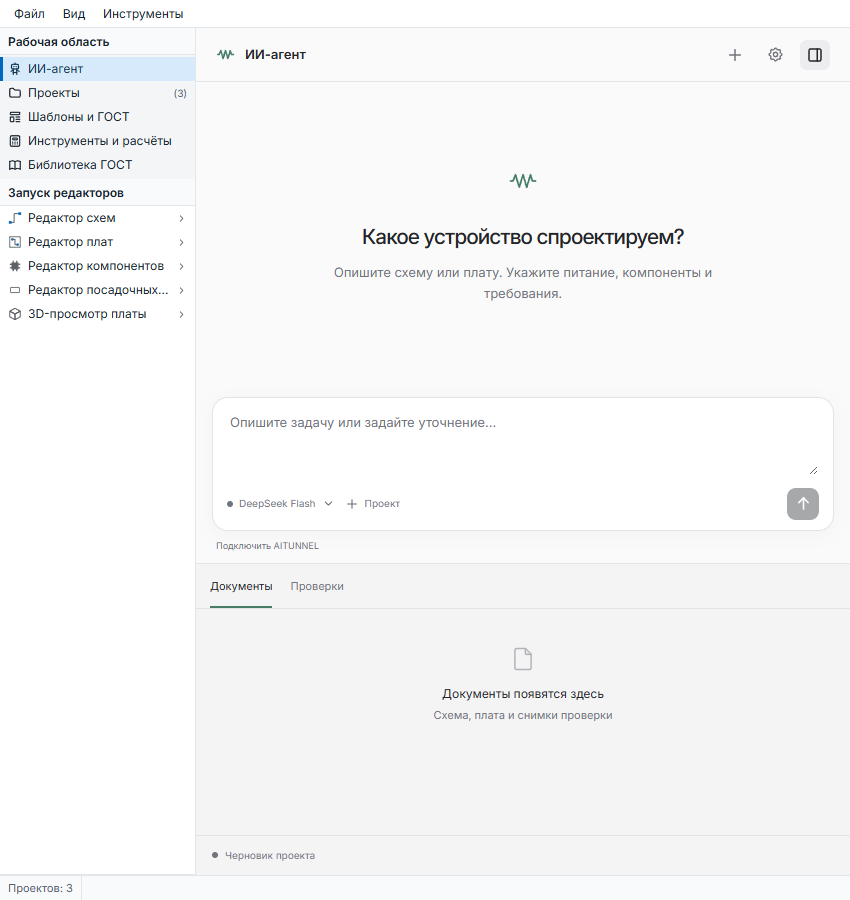 Файл Вид Инструменты
Рабочая область
ИИ-агент
Проекты (3)
Шаблоны и ГОСТ
Инструменты и расчёты
Библиотека ГОСТ
Запуск редакторов
Редактор схем
Редактор плат
Редактор компонентов
Редактор посадочных...
3D-просмотр платы
ИИ-агент
Какое устройство спроектируем?
Опишите схему или плату. Укажите питание, компоненты и
требования.
Опишите задачу или задайте уточнение...
DeepSeek Flash Проект
Подключить AITUNNEL
Документы Проверки
Документы появятся здесь
Схема, плата и снимки проверки
Черновик проекта
Проектов: 3